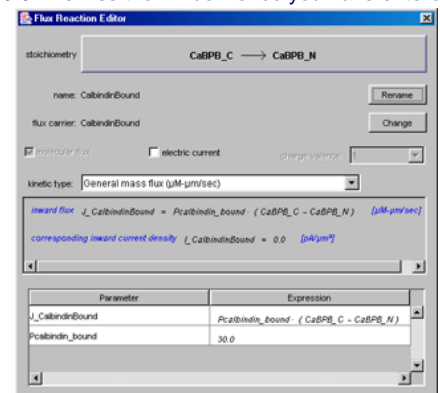 Flux Reaction Editor
stoichiometry
CaBPB_C ⟶ CaBPB_N
name: CalbindinBound
Rename
flux carrier: CalbindinBound
Change
molecular flux
electric current
charge valence: 1
kinetic type: General mass flux (µM-µm/sec)
inward flux J_CalbindinBound = Pcalbindin_bound· ( CaBPB_C - CaBPB_N ) [µM-µm/sec]
corresponding inward current density I_CalbindinBound = 0.0 [pA/µm²]
Parameter Expression
J_CalbindinBound Pcalbindin_bound· ( CaBPB_C - CaBPB_N )
Pcalbindin_bound 30.0